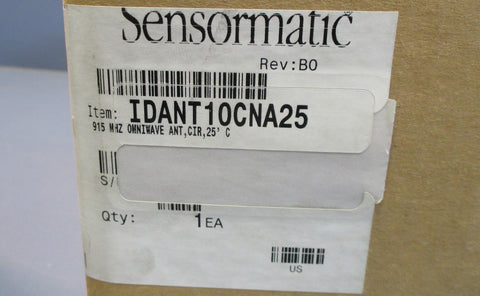 Sensormatic
Rev:B0
Item: IDANT10CNA25
915 MHZ OMNIWAVE ANT,CIR,25' C
S/
Qty: 1EA
US